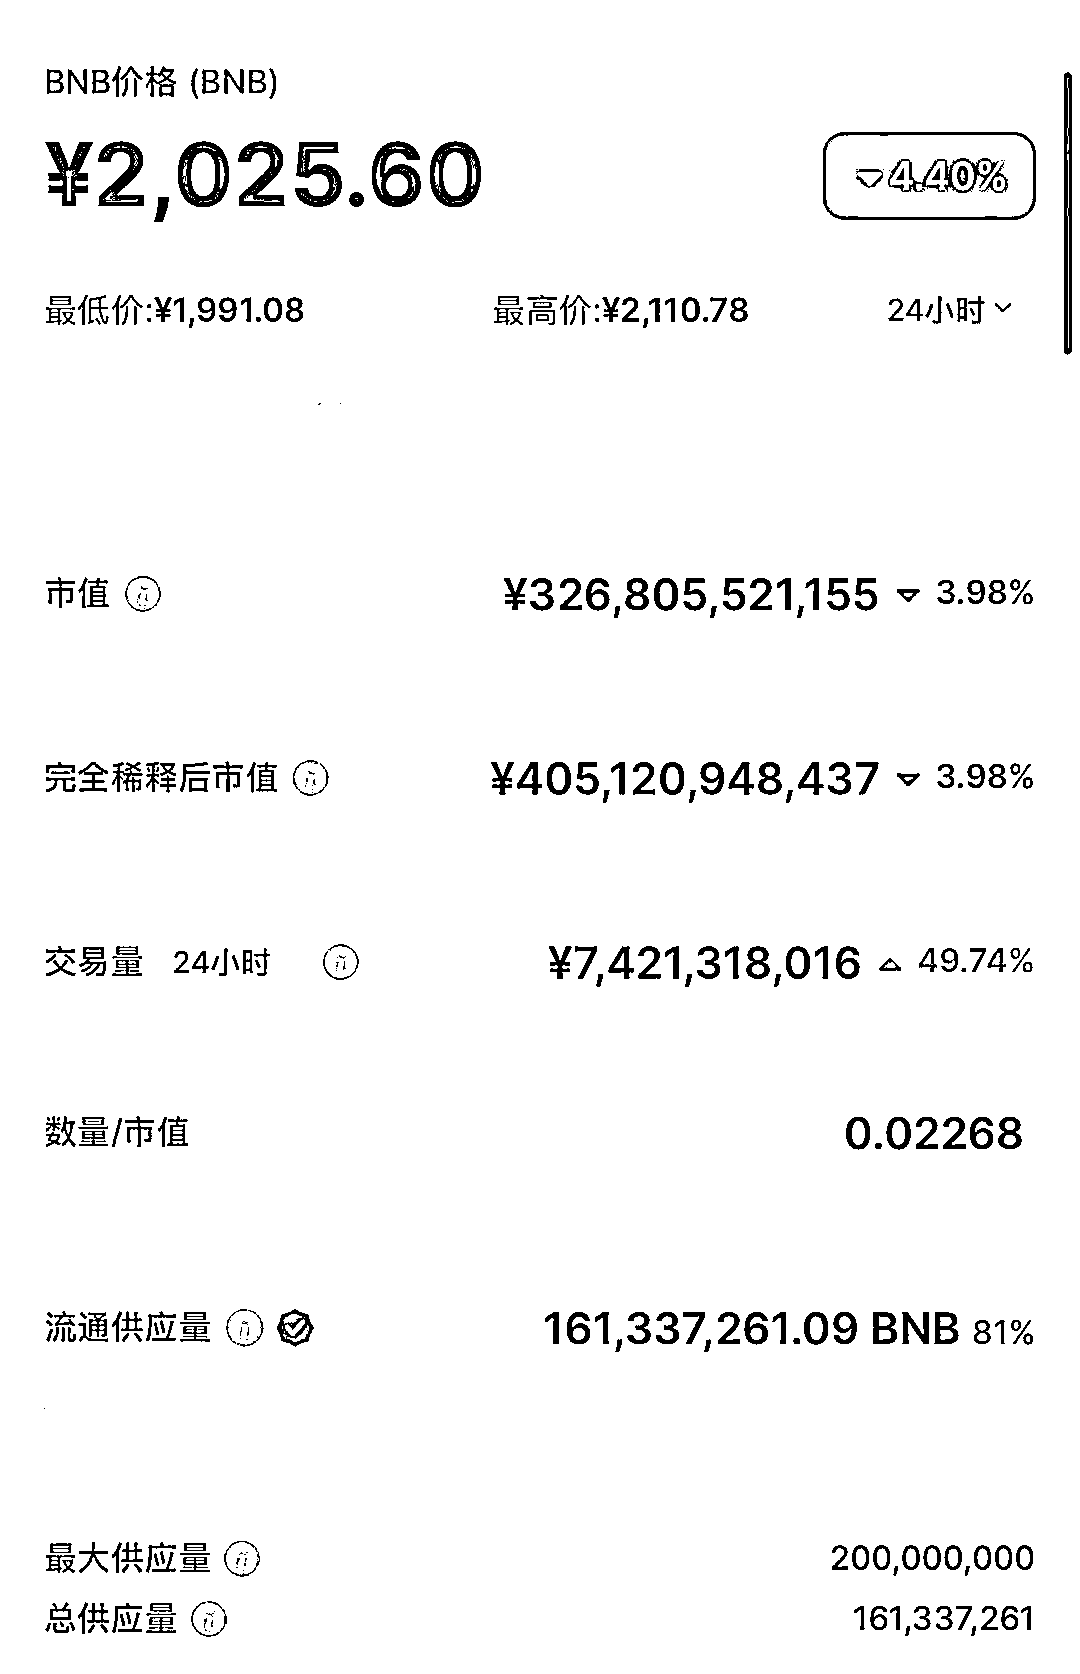 BNB价格 (BNB)
¥2,025.60 4.40%
最低价:¥1,991.08 最高价:¥2,110.78 24小时
市值 ¥326,805,521,155 3.98%
完全稀释后市值 ¥405,120,948,437 3.98%
交易量 24小时 ¥7,421,318,016 49.74%
数量/市值 0.02268
流通供应量 161,337,261.09 BNB 81%
最大供应量 200,000,000
总供应量 161,337,261